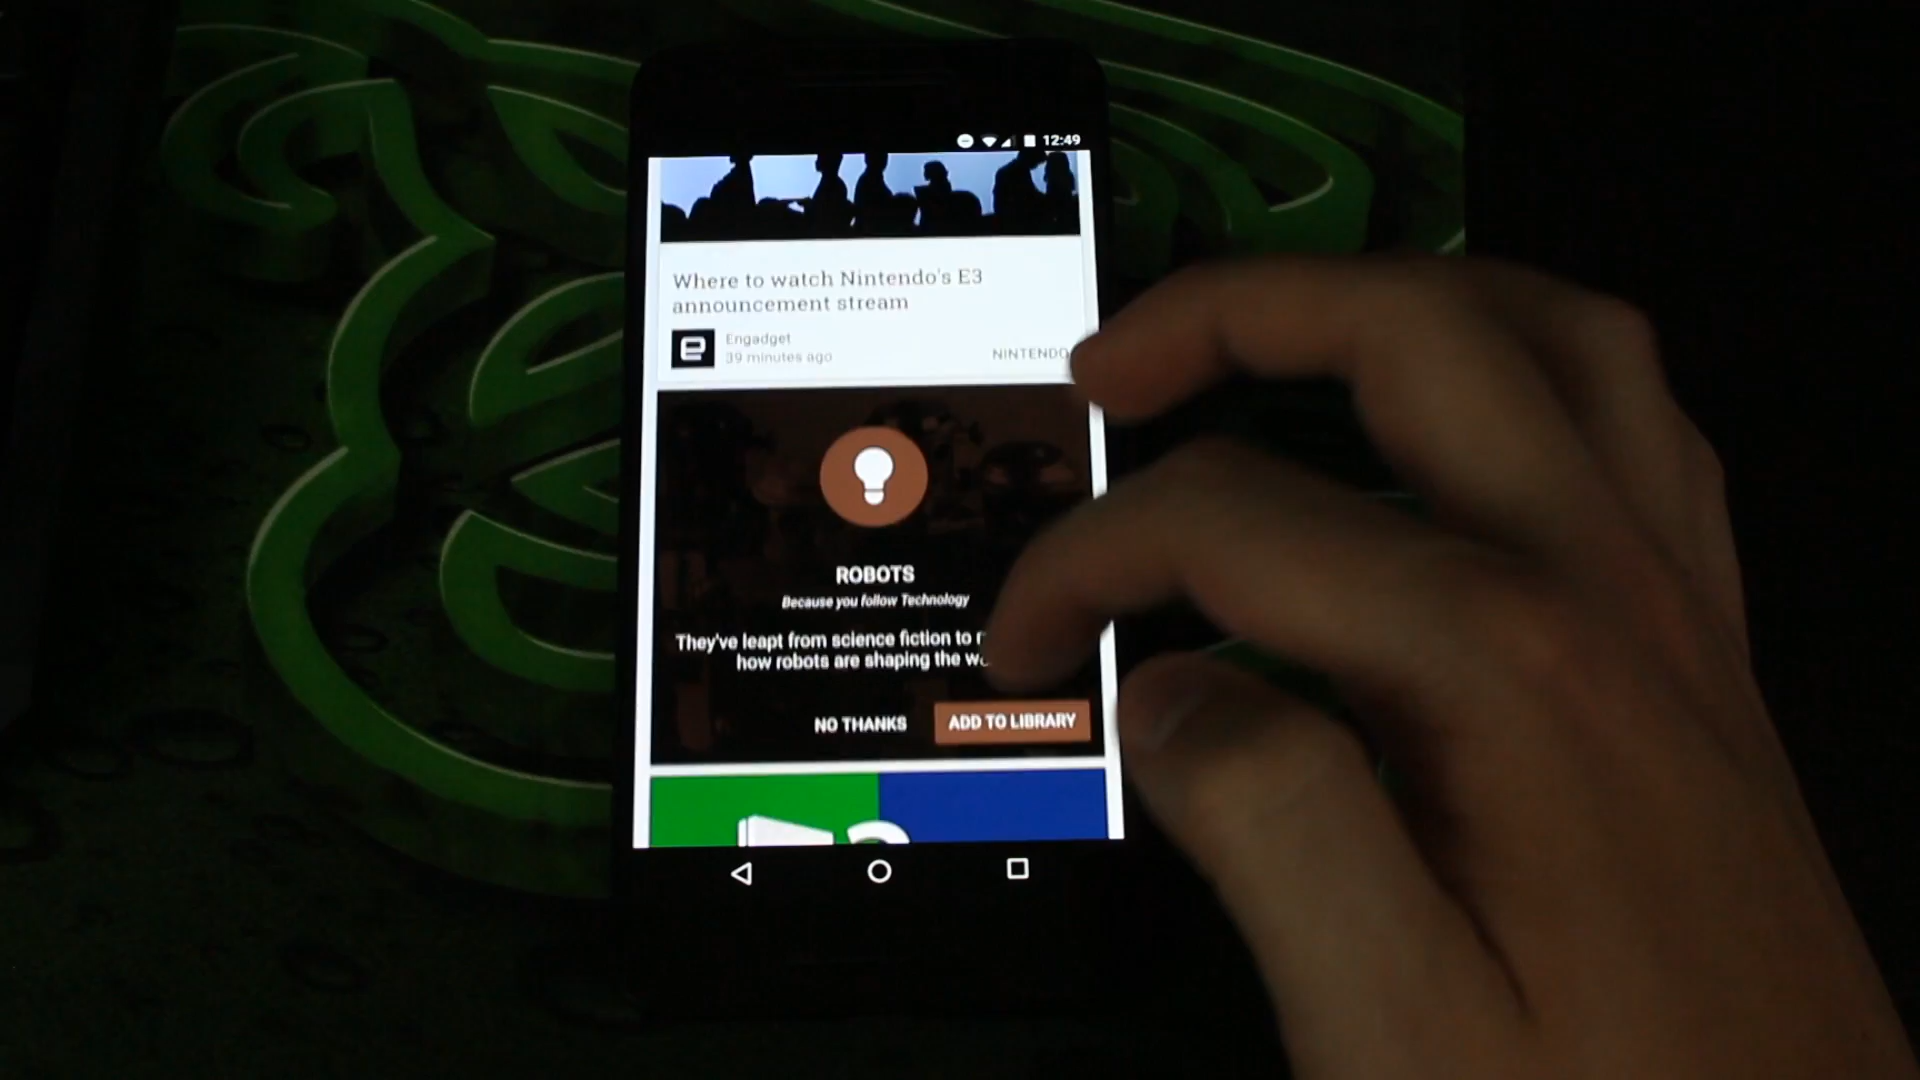 12:49
Where to watch Nintendo's E3
announcement stream
Engadget
39 minutes ago
NINTENDO
ROBOTS
Because you follow Technology
They've leapt from science fiction to
how robots are shaping the
NO THANKS
ADD TO LIBRARY